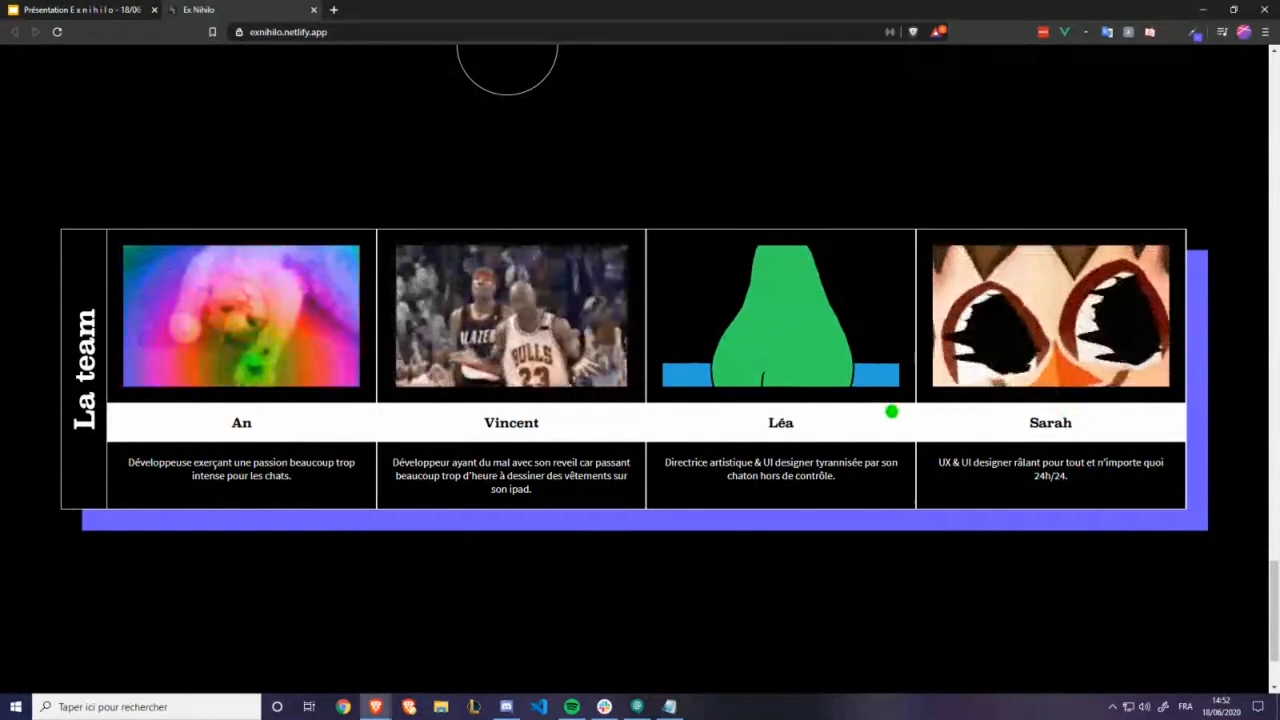 Présentation E x n i h i l o - 18/06
Ex Nihilo
exnihilo.netlify.app
La team
BLAZERS
BULLS
23
An
Vincent
Léa
Sarah
Développeuse exerçant une passion beaucoup trop
intense pour les chats.
Développeur ayant du mal avec son reveil car passant
beaucoup trop d'heure à dessiner des vêtements sur
son ipad.
Directrice artistique & UI designer tyrannisée par son
chaton hors de contrôle.
UX & UI designer râlant pour tout et n'importe quoi
24h/24.
Taper ici pour rechercher
FRA
14:52
18/06/2020